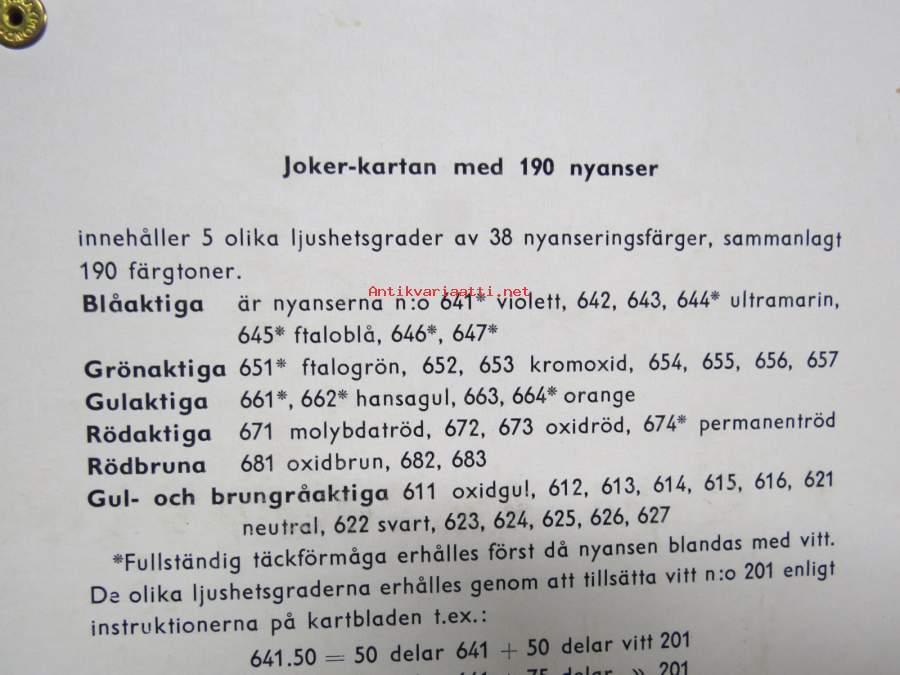 Joker-kartan med 190 nyanser
innehåller 5 olika ljushetsgrader av 38 nyanseringsfärger, sammanlagt
190 färgtoner.
Antikvariaatti.net
Blåaktiga är nyanserna n:o 641* violett, 642, 643, 644* ultramarin,
645* ftaloblå, 646*, 647*
Grönaktiga 651* ftalogrön, 652, 653 kromoxid, 654, 655, 656, 657
Gulaktiga 661*, 662* hansagul, 663, 664* orange
Rödaktiga 671 molybdatröd, 672, 673 oxidröd, 674* permanentröd
Rödbruna 681 oxidbrun, 682, 683
Gul- och brungråaktiga 611 oxidgul, 612, 613, 614, 615, 616, 621
neutral, 622 svart, 623, 624, 625, 626, 627
*Fullständig täckförmåga erhålles först då nyansen blandas med vitt.
De olika ljushetsgraderna erhålles genom att tillsätta vitt n:o 201 enligt
instruktionerna på kartbladen t.ex.:
641.50 = 50 delar 641 + 50 delar vitt 201
75 delar » 201